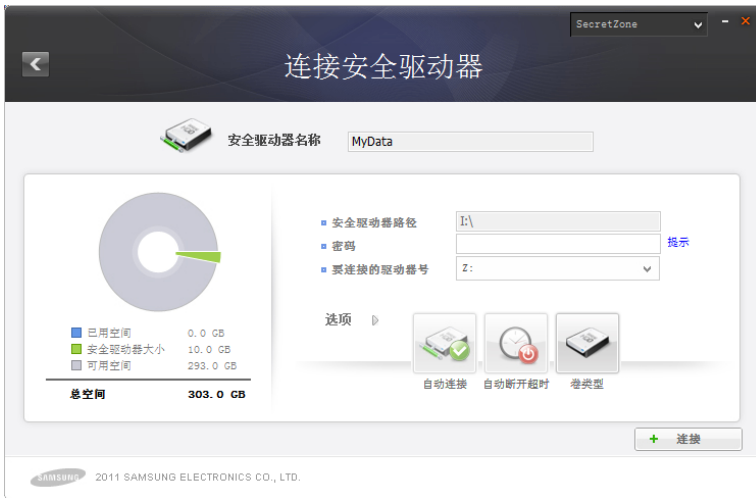 SecretZone
连接安全驱动器
安全驱动器名称 MyData
安全驱动器路径 I:\
密码 提示
要连接的驱动器号 Z:
选项
已用空间 0.0 GB
安全驱动器大小 10.0 GB
可用空间 293.0 GB
总空间 303.0 GB
自动连接 自动断开超时 卷类型
+ 连接
SAMSUNG 2011 SAMSUNG ELECTRONICS CO., LTD.